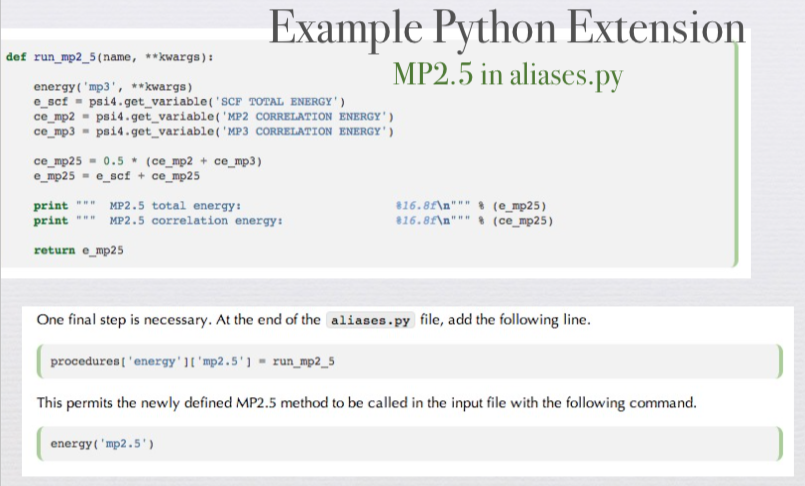 Example Python Extension
MP2.5 in aliases.py
def run_mp2_5(name, **kwargs):
energy('mp3', **kwargs)
e_scf = psi4.get_variable('SCF TOTAL ENERGY')
ce_mp2 = psi4.get_variable('MP2 CORRELATION ENERGY')
ce_mp3 = psi4.get_variable('MP3 CORRELATION ENERGY')
ce_mp25 = 0.5 * (ce_mp2 + ce_mp3)
e_mp25 = e_scf + ce_mp25
print """  MP2.5 total energy:                      %16.8f\n""" % (e_mp25)
print """  MP2.5 correlation energy:                %16.8f\n""" % (ce_mp25)
return e_mp25
One final step is necessary. At the end of the aliases.py file, add the following line.
procedures['energy']['mp2.5'] = run_mp2_5
This permits the newly defined MP2.5 method to be called in the input file with the following command.
energy('mp2.5')